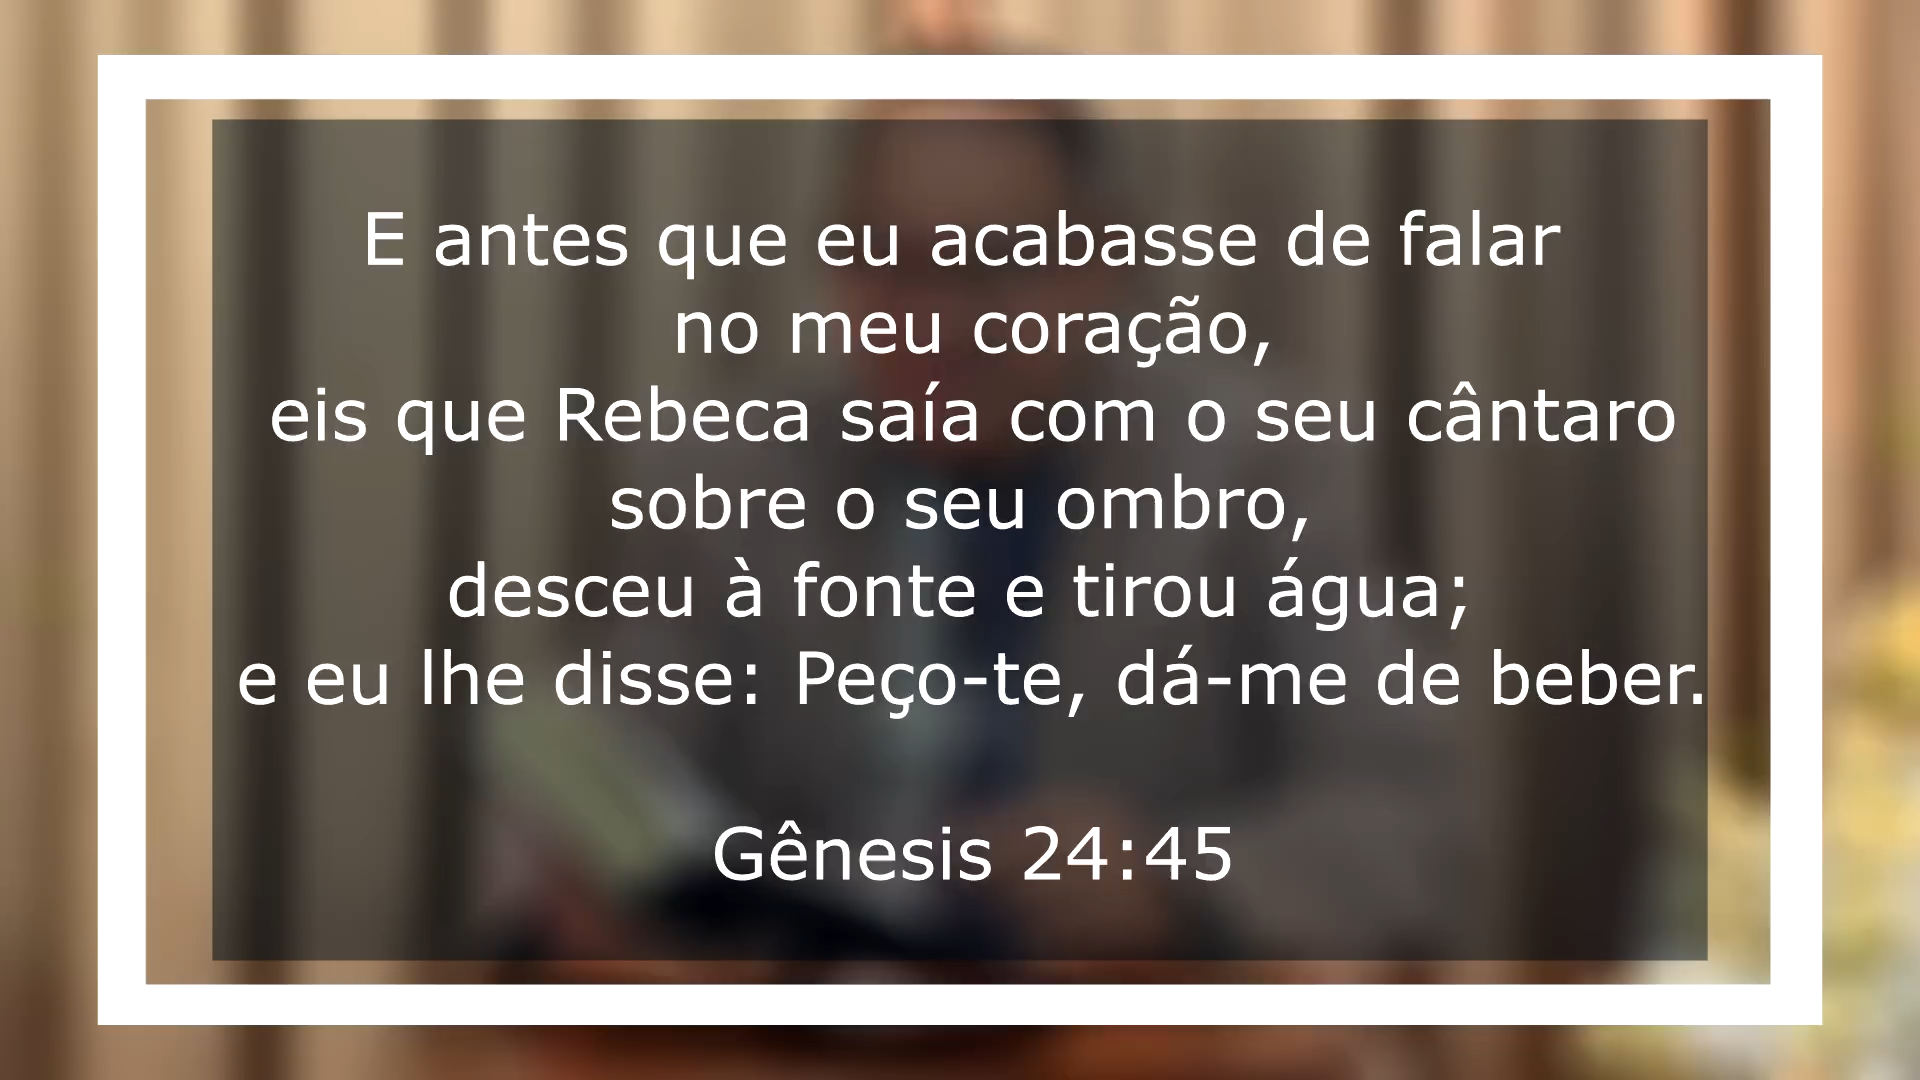 E antes que eu acabasse de falar
no meu coração,
eis que Rebeca saía com o seu cântaro
sobre o seu ombro,
desceu à fonte e tirou água;
e eu lhe disse: Peço-te, dá-me de beber.
Gênesis 24:45